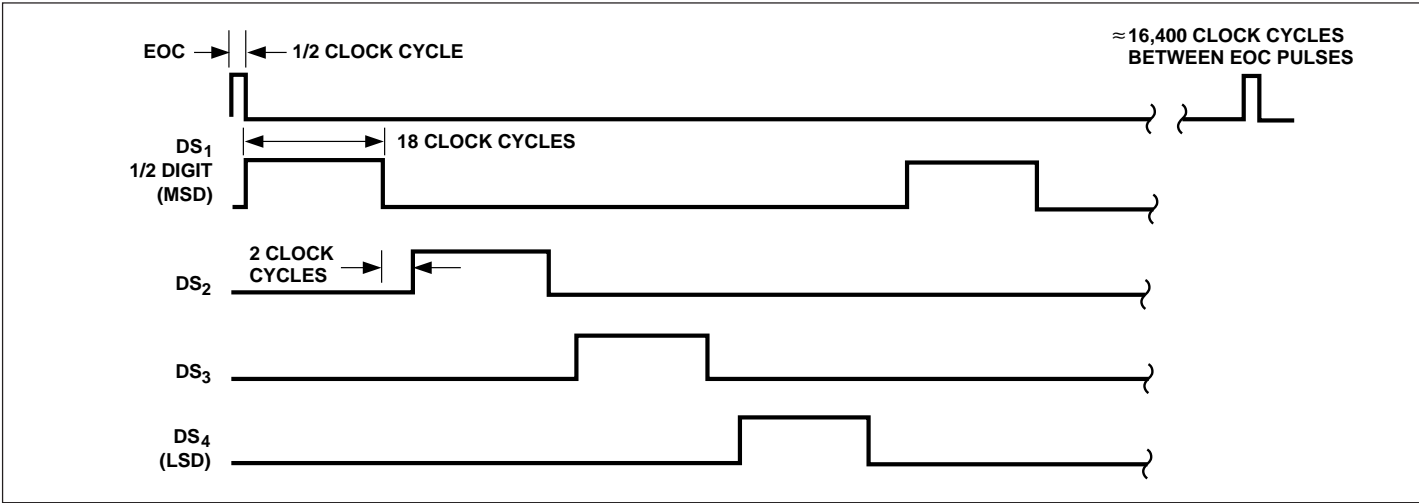 EOC
1/2 CLOCK CYCLE
≈16,400 CLOCK CYCLES
BETWEEN EOC PULSES
18 CLOCK CYCLES
DS1
1/2 DIGIT
(MSD)
2 CLOCK
CYCLES
DS2
DS3
DS4
(LSD)